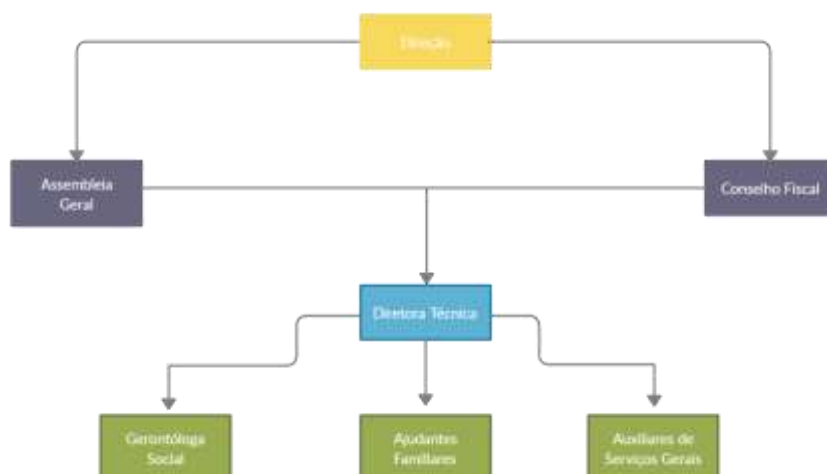 Direção
Assembleia
Geral
Conselho Fiscal
Diretora Técnica
Gerontóloga
Social
Ajudantes
Familiares
Auxiliares de
Serviços Gerais